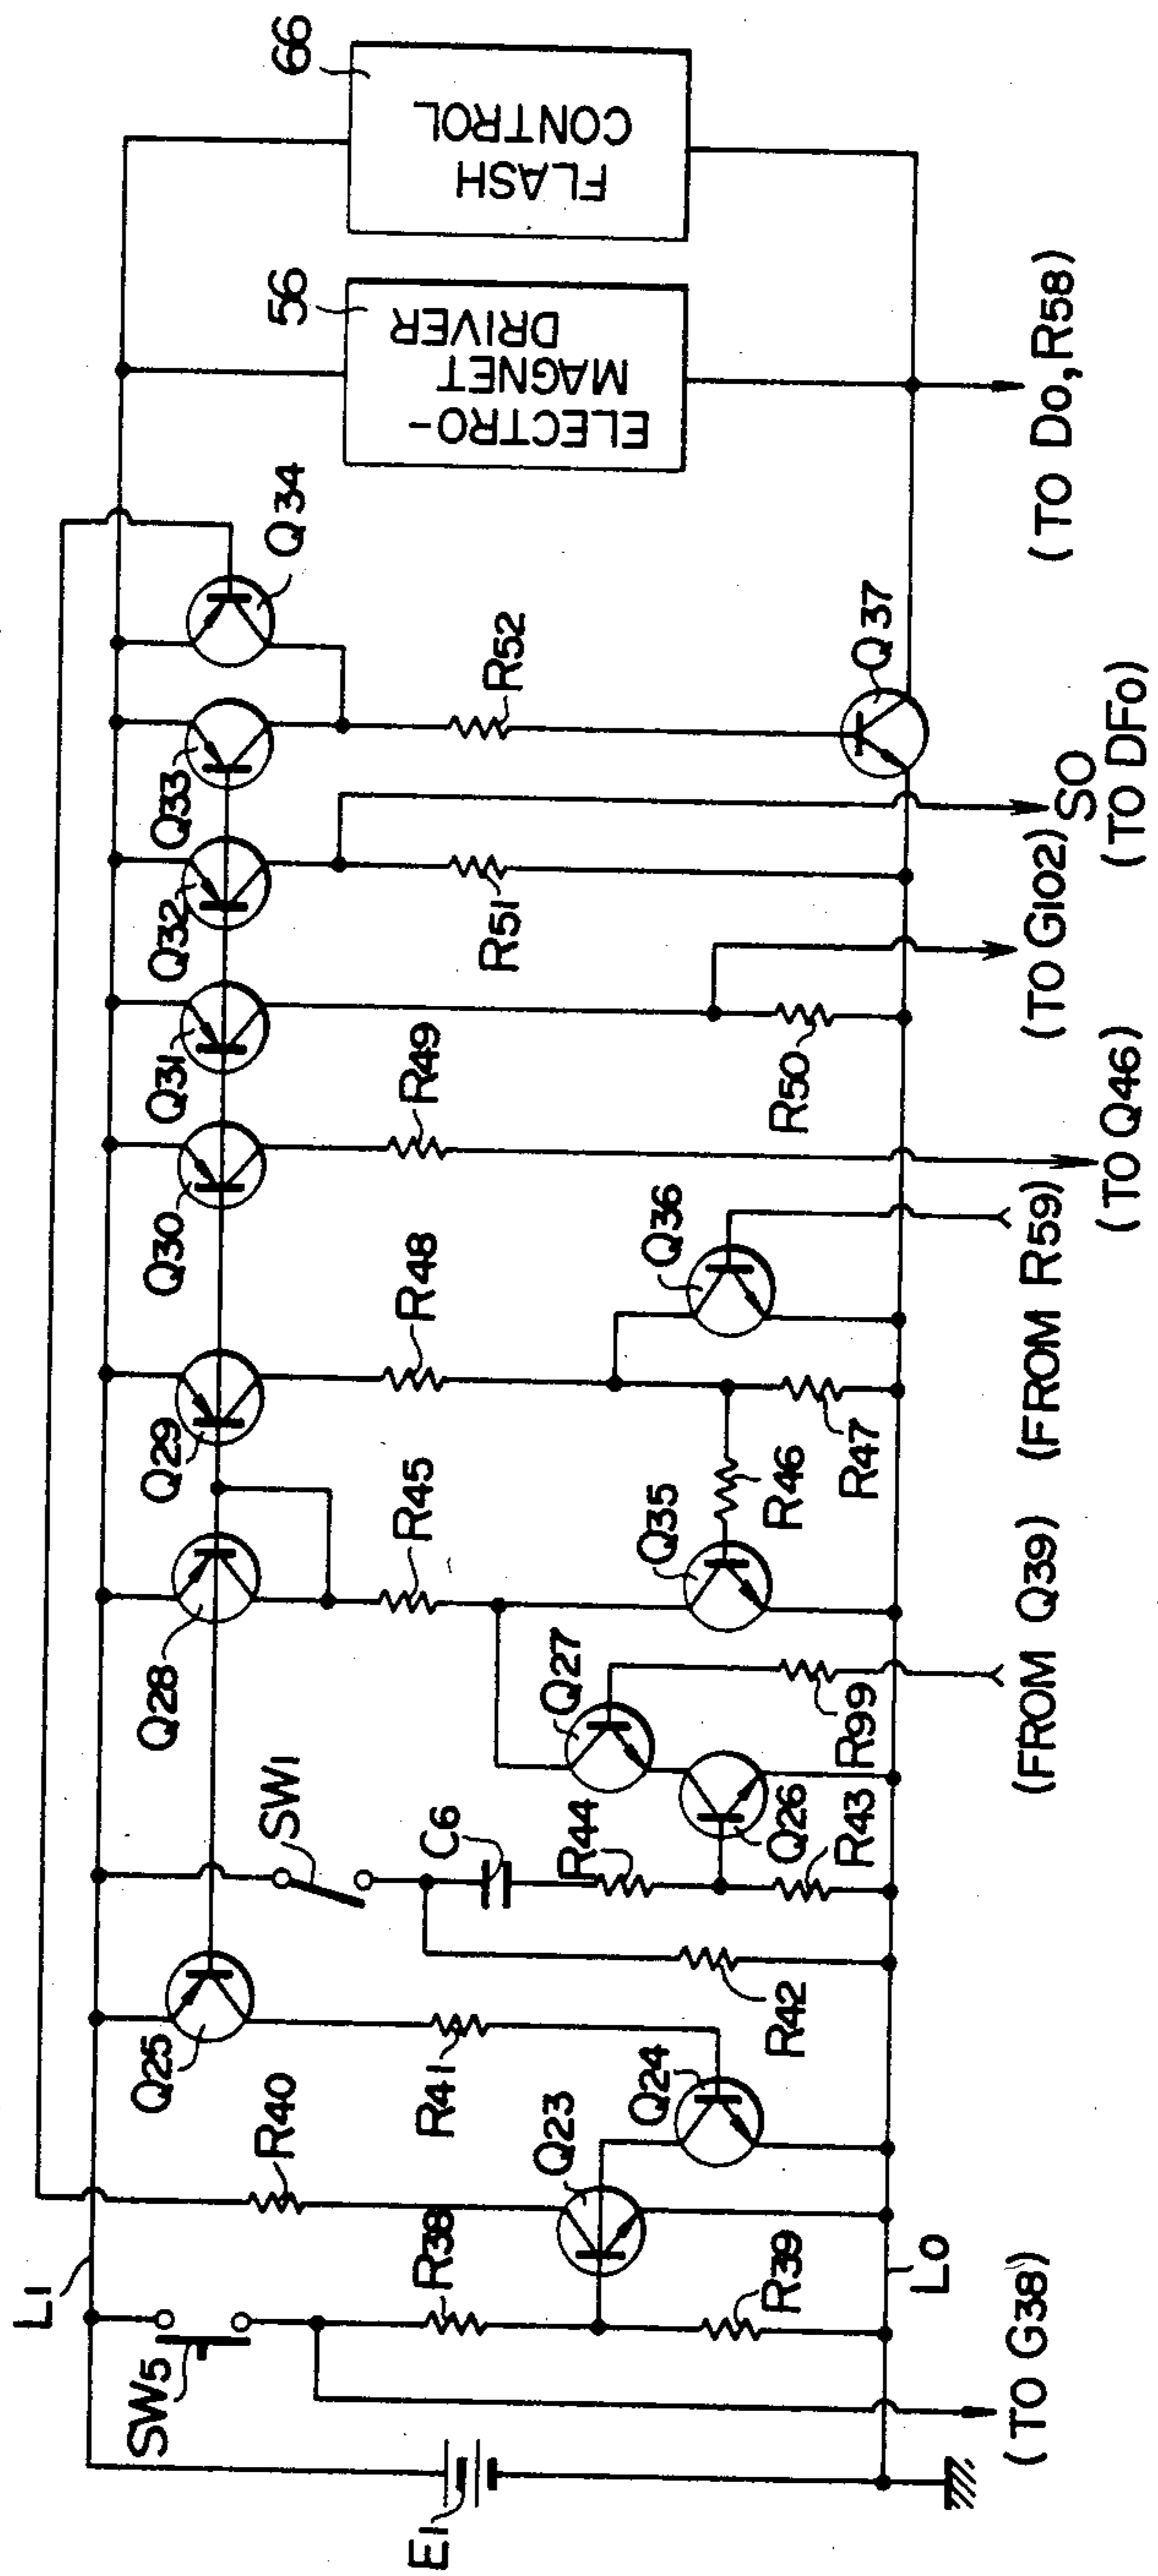 L1
SW5
E1
R38
R39
(TO G38)
L0
R40
Q23
Q24
R41
Q25
R42
SW1
C6
R44
R43
Q26
Q27
R99
(FROM Q39)
Q28
R45
Q35
R46
R47
Q29
R48
Q36
(FROM R59)
Q30
R49
(TO Q46)
Q31
R50
(TO G102)
Q32
R51
SO
(TO DFo)
Q33
R52
Q34
Q37
56
ELECTRO-
MAGNET
DRIVER
66
FLASH
CONTROL
(TO Do, R58)